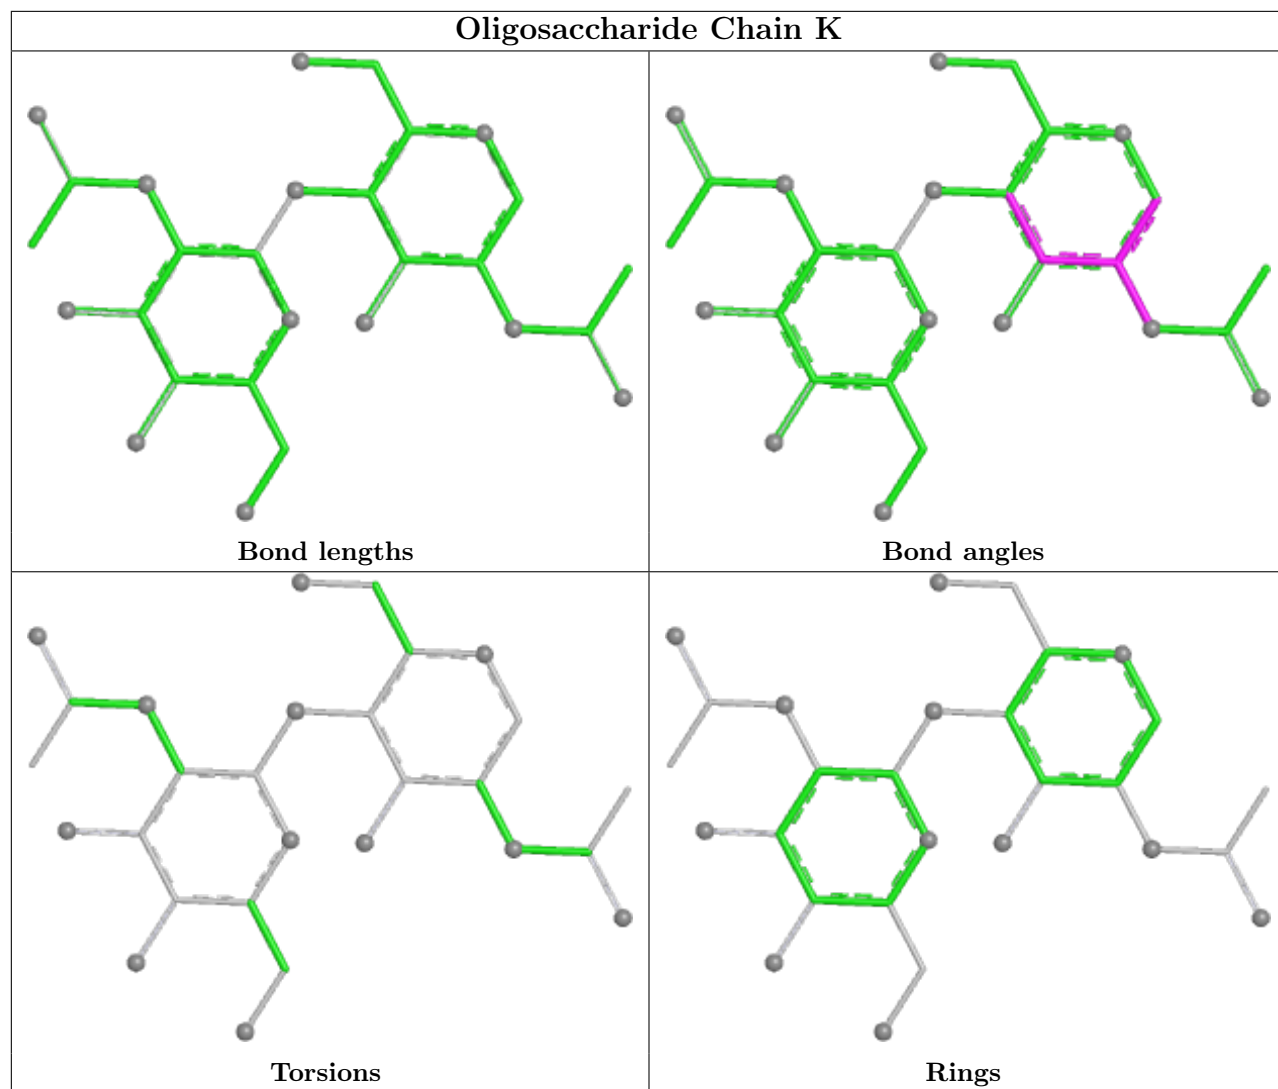 Oligosaccharide Chain K
Bond lengths
Bond angles
Torsions
Rings